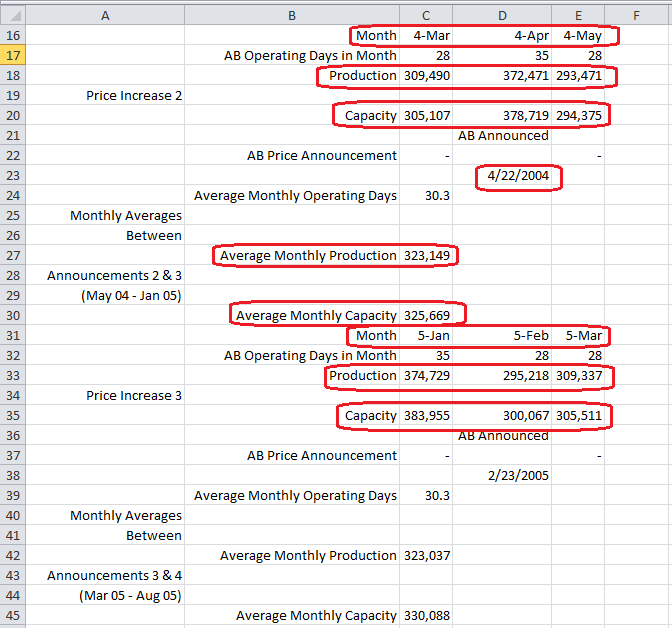 A B C D E F
16 Month 4-Mar 4-Apr 4-May
17 AB Operating Days in Month 28 35 28
18 Production 309,490 372,471 293,471
19 Price Increase 2
20 Capacity 305,107 378,719 294,375
21 AB Announced
22 AB Price Announcement - -
23 4/22/2004
24 Average Monthly Operating Days 30.3
25 Monthly Averages
26 Between
27 Average Monthly Production 323,149
28 Announcements 2 & 3
29 (May 04 - Jan 05)
30 Average Monthly Capacity 325,669
31 Month 5-Jan 5-Feb 5-Mar
32 AB Operating Days in Month 35 28 28
33 Production 374,729 295,218 309,337
34 Price Increase 3
35 Capacity 383,955 300,067 305,511
36 AB Announced
37 AB Price Announcement - -
38 2/23/2005
39 Average Monthly Operating Days 30.3
40 Monthly Averages
41 Between
42 Average Monthly Production 323,037
43 Announcements 3 & 4
44 (Mar 05 - Aug 05)
45 Average Monthly Capacity 330,088